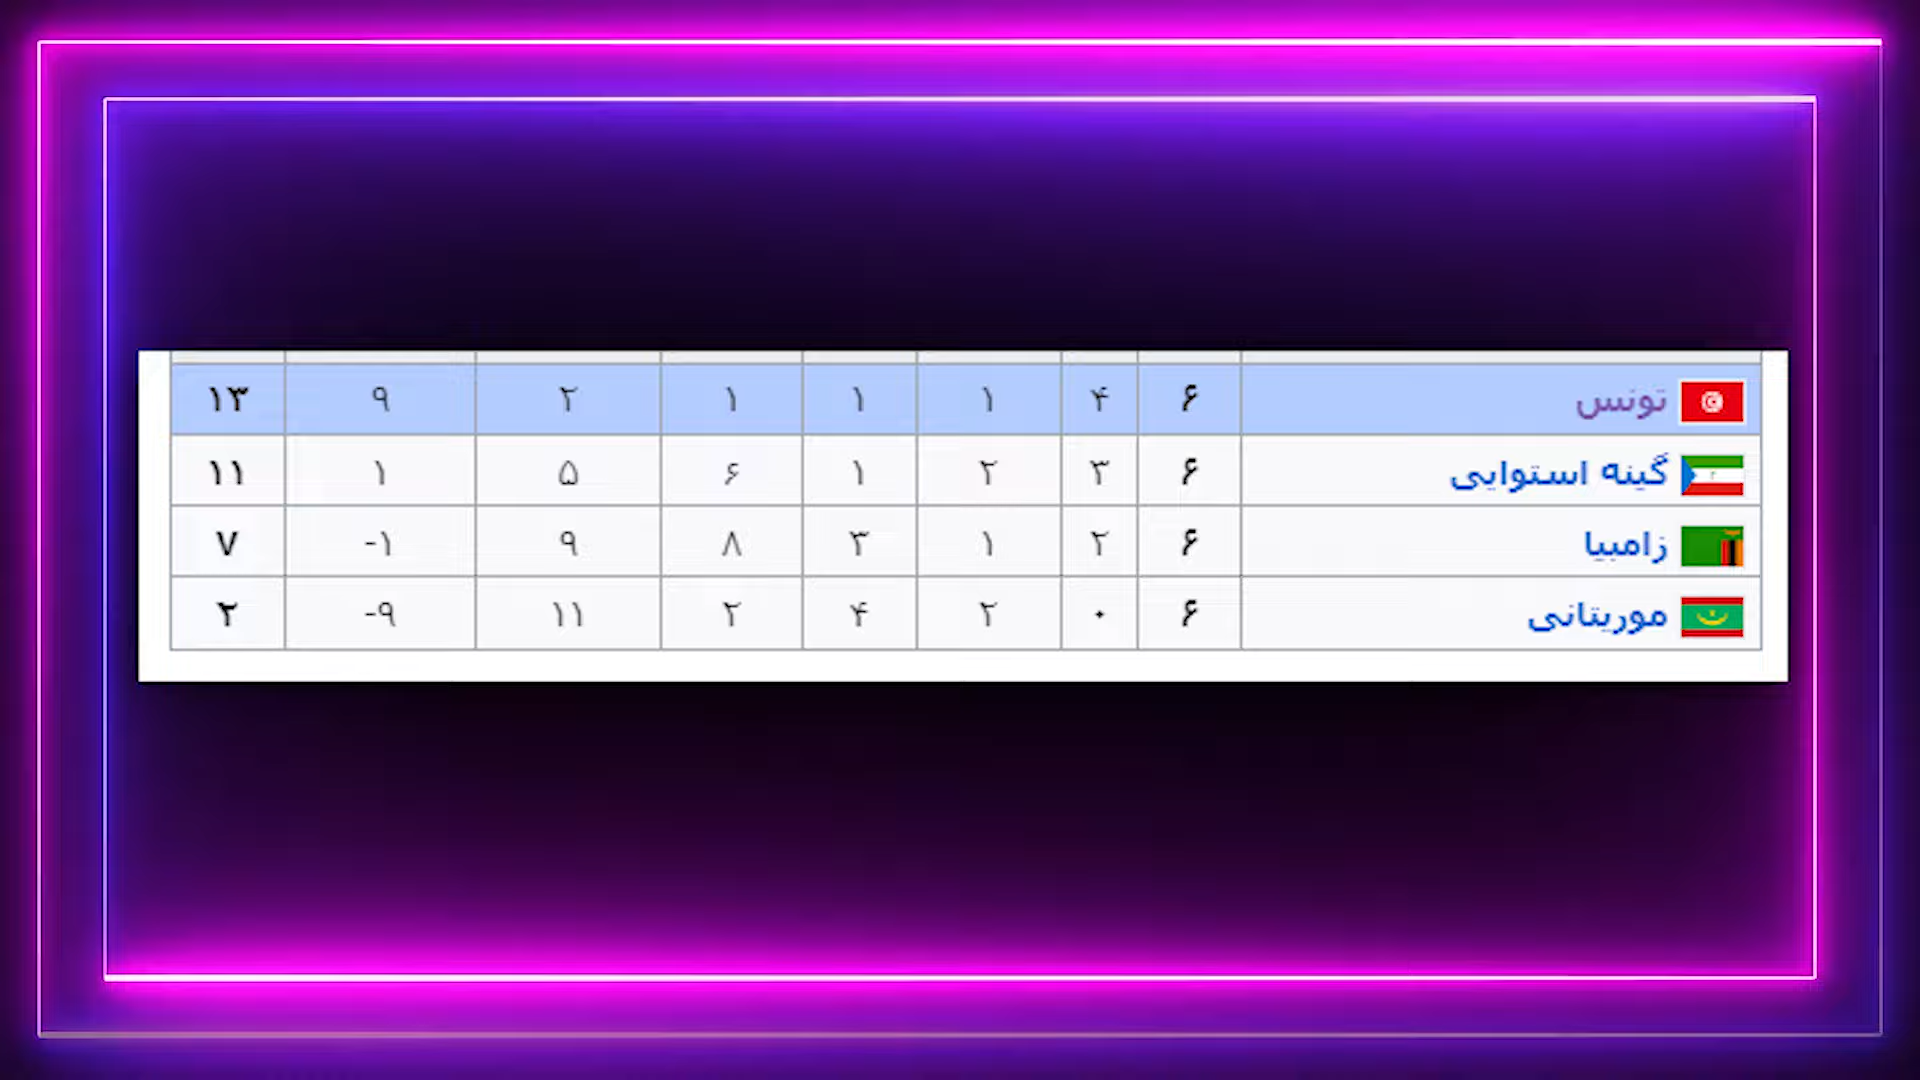 تونس ۶ ۴ ۱ ۱ ۱ ۲ ۹ ۱۳
گینه استوایی ۶ ۳ ۲ ۱ ۶ ۵ ۱ ۱۱
زامبیا ۶ ۲ ۱ ۳ ۸ ۹ -۱ ۷
موریتانی ۶ ۰ ۲ ۴ ۲ ۱۱ -۹ ۲